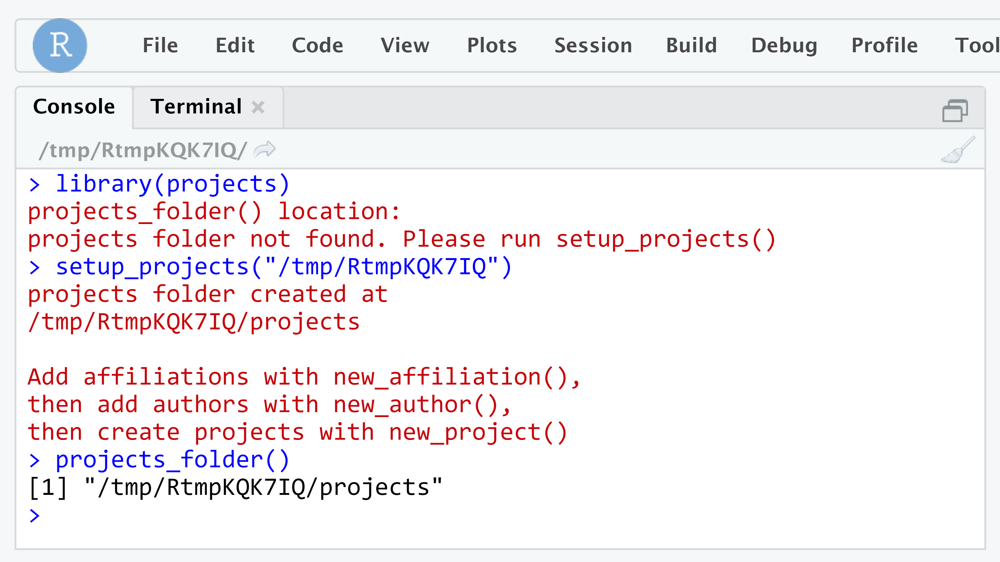 R File Edit Code View Plots Session Build Debug Profile
Console Terminal
/tmp/RtmpKQK7IQ/
> library(projects)
projects_folder() location:
projects folder not found. Please run setup_projects()
> setup_projects("/tmp/RtmpKQK7IQ")
projects folder created at
/tmp/RtmpKQK7IQ/projects
Add affiliations with new_affiliation(),
then add authors with new_author(),
then create projects with new_project()
> projects_folder()
[1] "/tmp/RtmpKQK7IQ/projects"
>